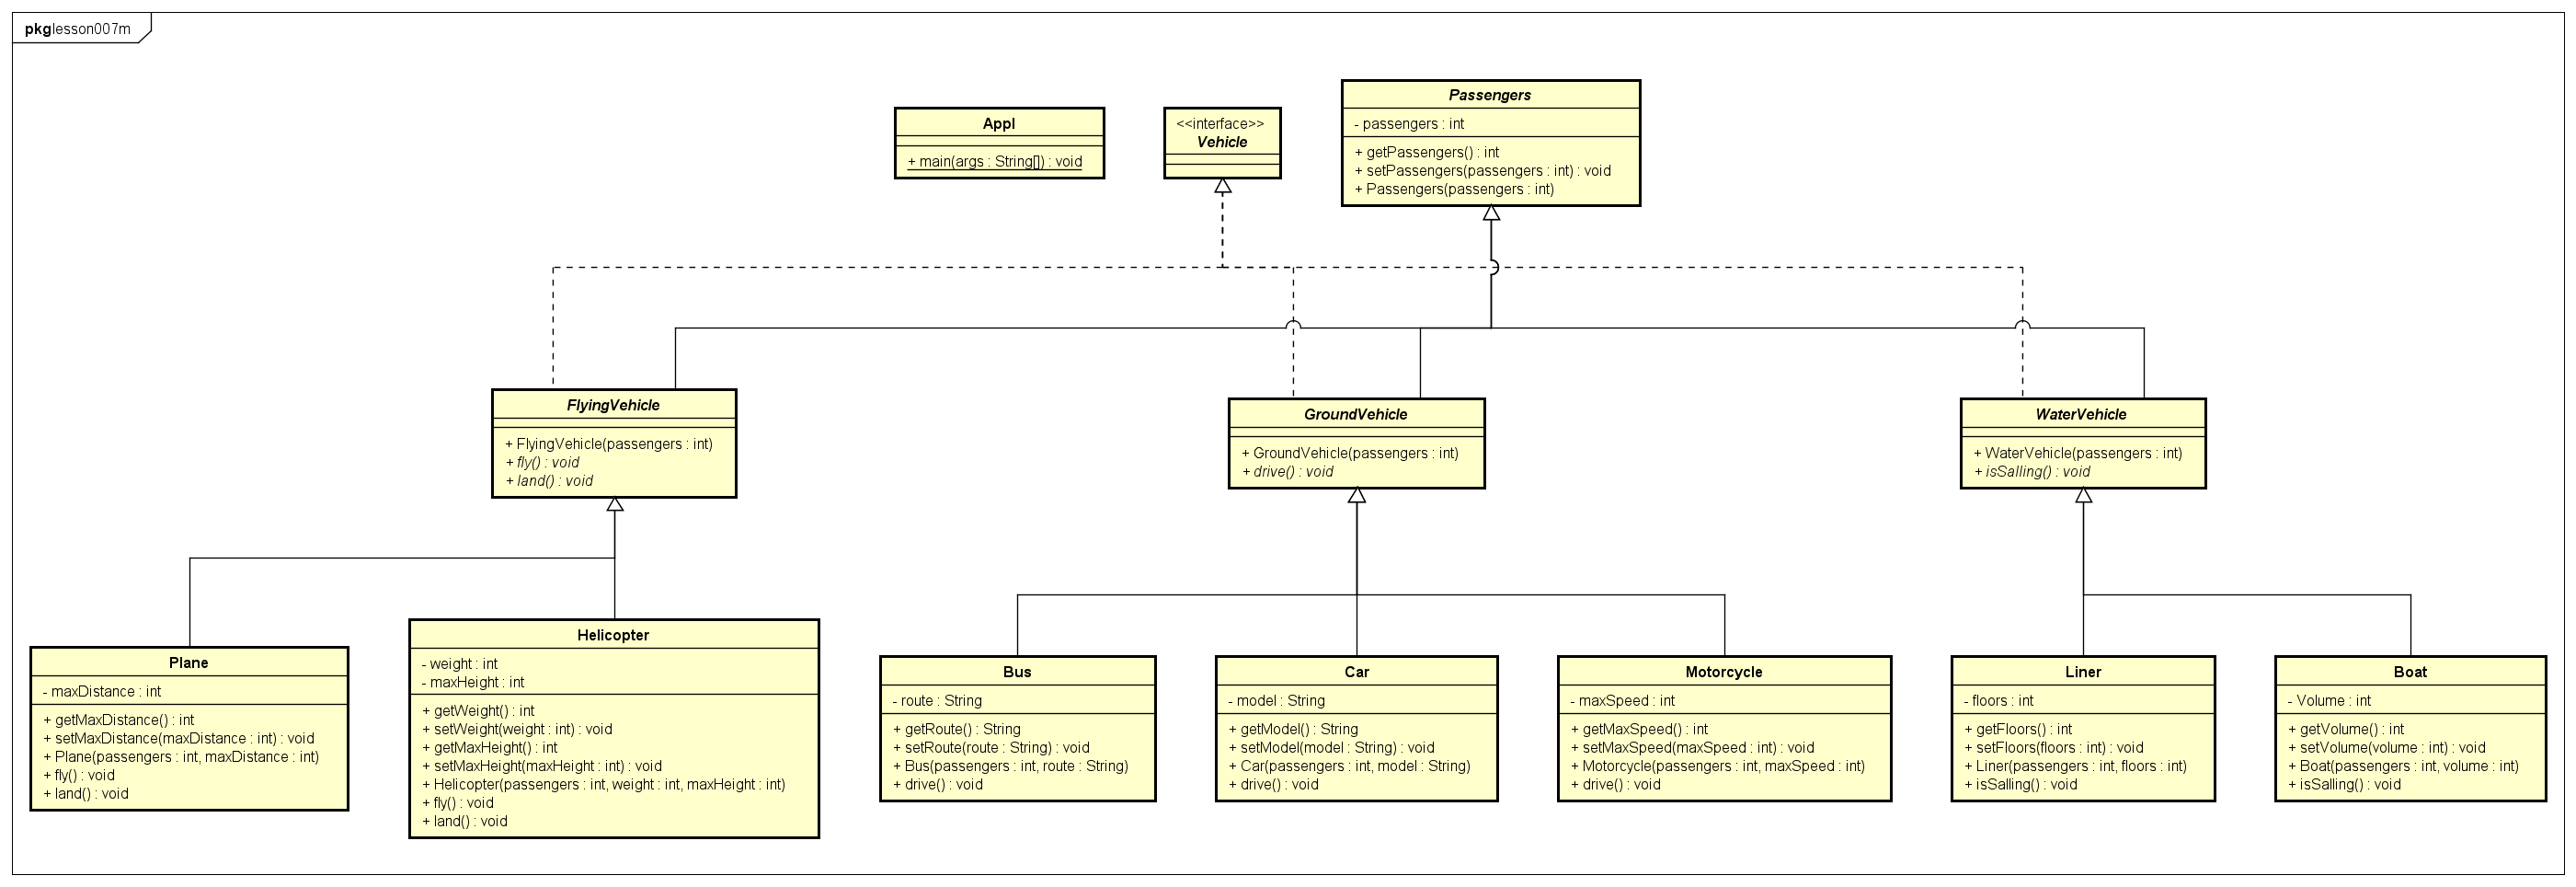 pkg lesson007m
Appl
+ main(args : String[]) : void
<<interface>>
Vehicle
Passengers
- passengers : int
+ getPassengers() : int
+ setPassengers(passengers : int) : void
+ Passengers(passengers : int)
FlyingVehicle
+ FlyingVehicle(passengers : int)
+ fly() : void
+ land() : void
GroundVehicle
+ GroundVehicle(passengers : int)
+ drive() : void
WaterVehicle
+ WaterVehicle(passengers : int)
+ isSalling() : void
Plane
- maxDistance : int
+ getMaxDistance() : int
+ setMaxDistance(maxDistance : int) : void
+ Plane(passengers : int, maxDistance : int)
+ fly() : void
+ land() : void
Helicopter
- weight : int
- maxHeight : int
+ getWeight() : int
+ setWeight(weight : int) : void
+ getMaxHeight() : int
+ setMaxHeight(maxHeight : int) : void
+ Helicopter(passengers : int, weight : int, maxHeight : int)
+ fly() : void
+ land() : void
Bus
- route : String
+ getRoute() : String
+ setRoute(route : String) : void
+ Bus(passengers : int, route : String)
+ drive() : void
Car
- model : String
+ getModel() : String
+ setModel(model : String) : void
+ Car(passengers : int, model : String)
+ drive() : void
Motorcycle
- maxSpeed : int
+ getMaxSpeed() : int
+ setMaxSpeed(maxSpeed : int) : void
+ Motorcycle(passengers : int, maxSpeed : int)
+ drive() : void
Liner
- floors : int
+ getFloors() : int
+ setFloors(floors : int) : void
+ Liner(passengers : int, floors : int)
+ isSalling() : void
Boat
- Volume : int
+ getVolume() : int
+ setVolume(volume : int) : void
+ Boat(passengers : int, volume : int)
+ isSalling() : void